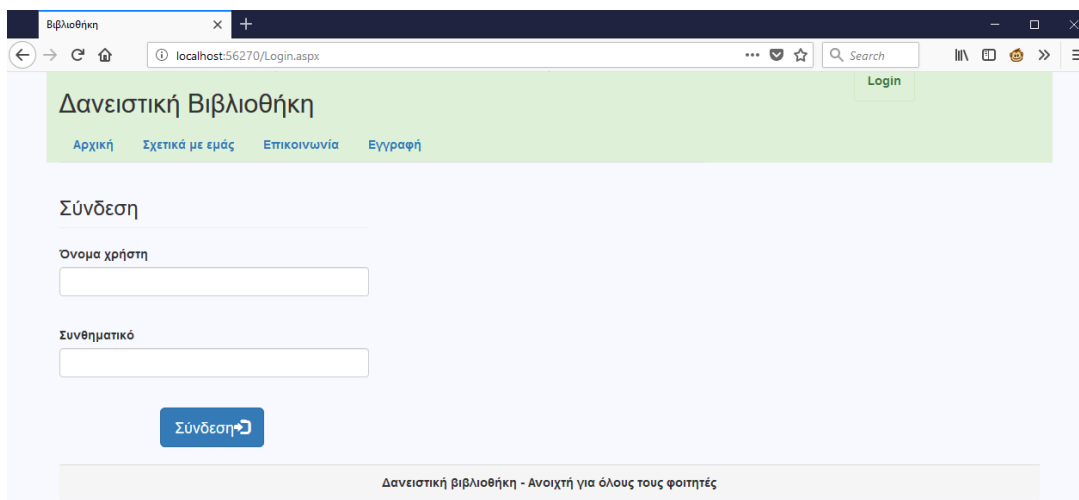 Βιβλιοθήκη
localhost:56270/Login.aspx
Search
Login
Δανειστική Βιβλιοθήκη
Αρχική Σχετικά με εμάς Επικοινωνία Εγγραφή
Σύνδεση
Όνομα χρήστη
Συνθηματικό
Σύνδεση
Δανειστική βιβλιοθήκη - Ανοιχτή για όλους τους φοιτητές